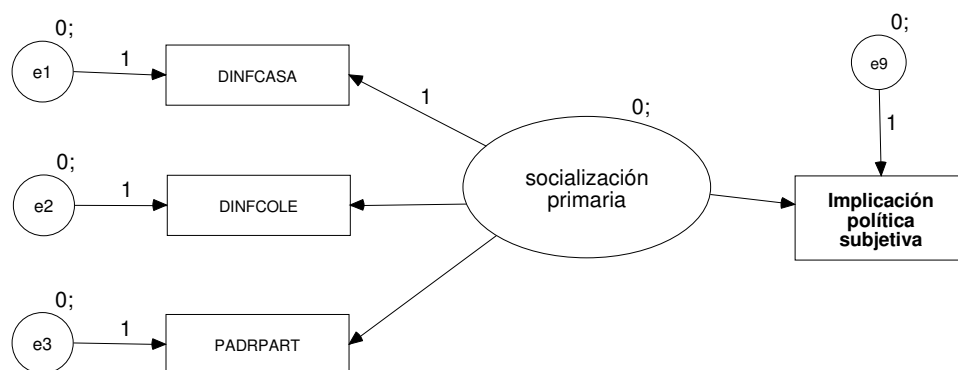 0;
e1
1
DINFCASA
1
0;
e2
1
DINFCOLE
0;
e3
1
PADRPART
0;
socialización
primaria
0;
e9
1
Implicación
política
subjetiva